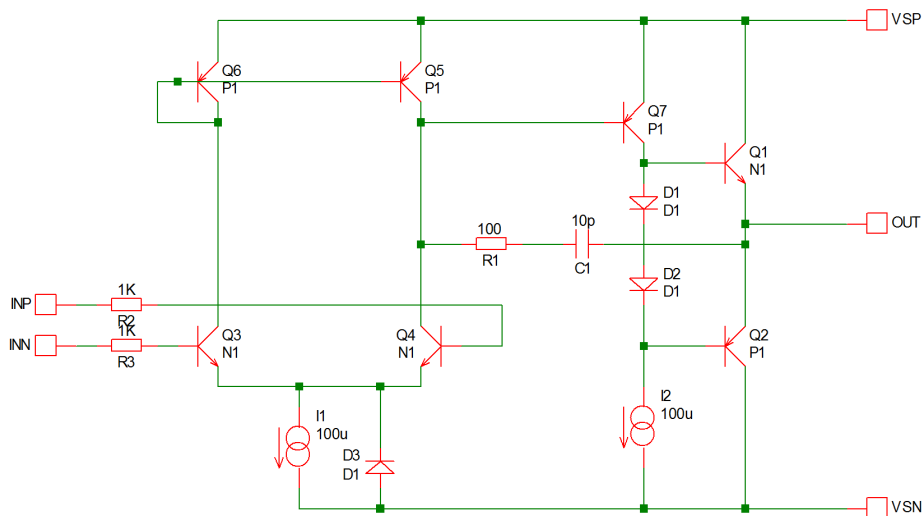 VSP
Q6
P1
Q5
P1
Q7
P1
Q1
N1
D1
D1
OUT
100
R1
10p
C1
D2
D1
INP
1K
R2
INN
1K
R3
Q3
N1
Q4
N1
Q2
P1
I1
100u
D3
D1
I2
100u
VSN